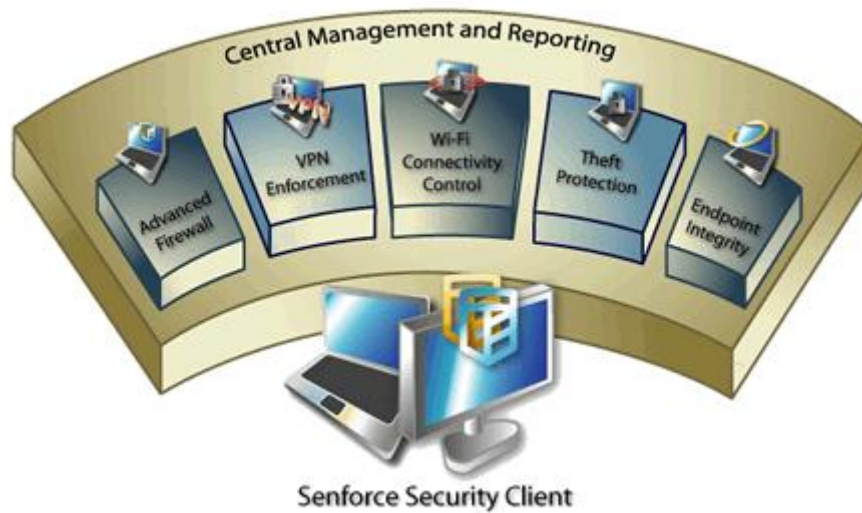 Central Management and Reporting
Advanced
Firewall
VPN
VPN
Enforcement
Wi-Fi
Connectivity
Control
Theft
Protection
Endpoint
Integrity
Senforce Security Client